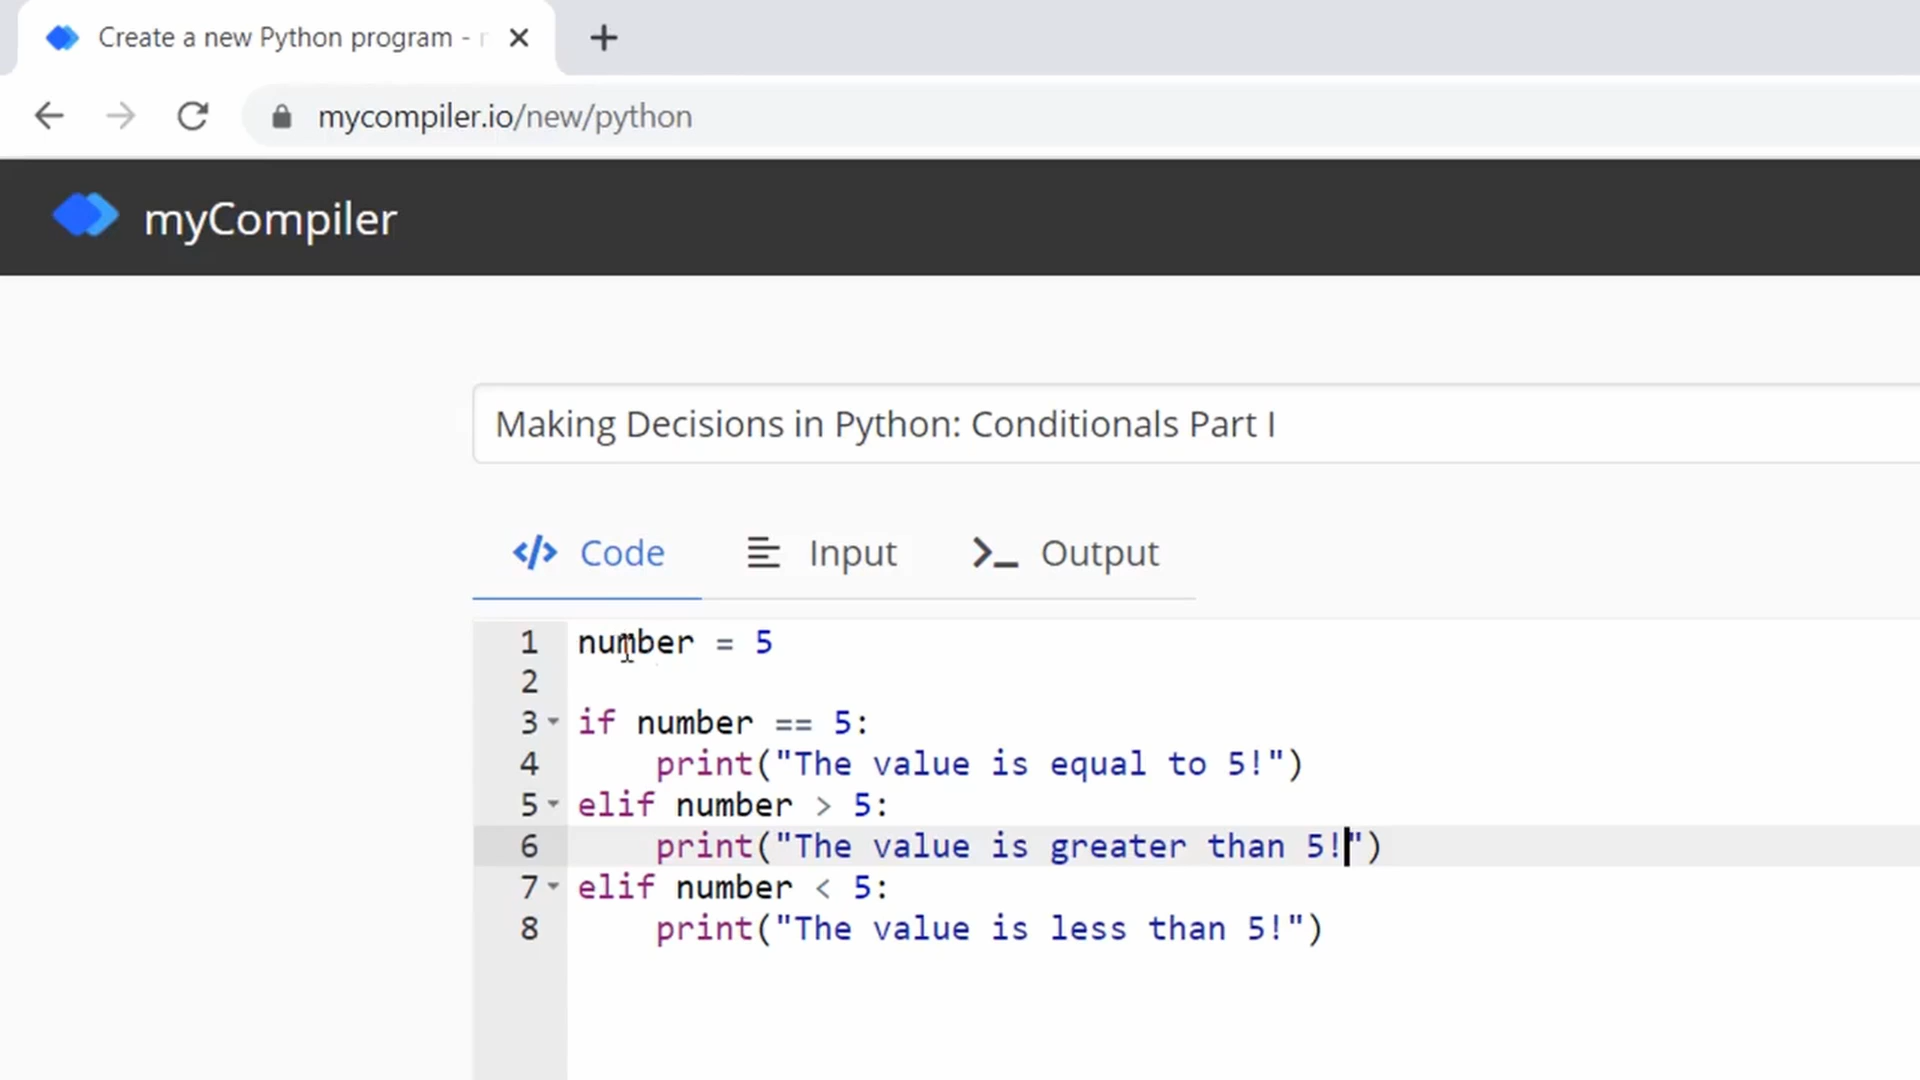 Create a new Python program -
mycompiler.io/new/python
myCompiler
Making Decisions in Python: Conditionals Part I
</> Code Input >_ Output
1 number = 5
2
3 if number == 5:
4     print("The value is equal to 5!")
5 elif number > 5:
6     print("The value is greater than 5!")
7 elif number < 5:
8     print("The value is less than 5!")